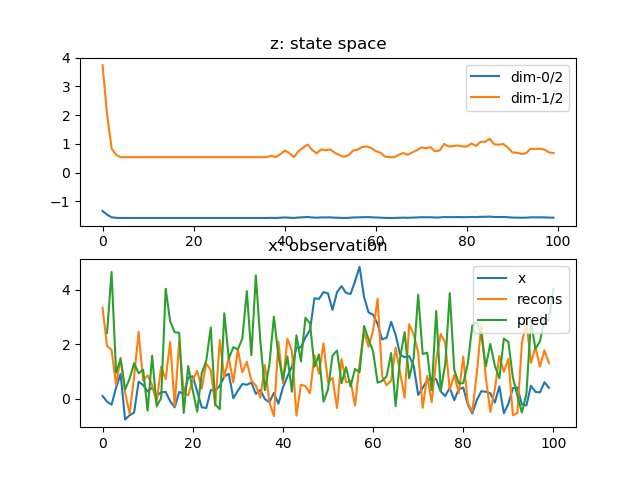 z: state space
4
3
2
1
0
−1
dim-0/2
dim-1/2
0 20 40 60 80 100
x: observation
4
2
0
x
recons
pred
0 20 40 60 80 100